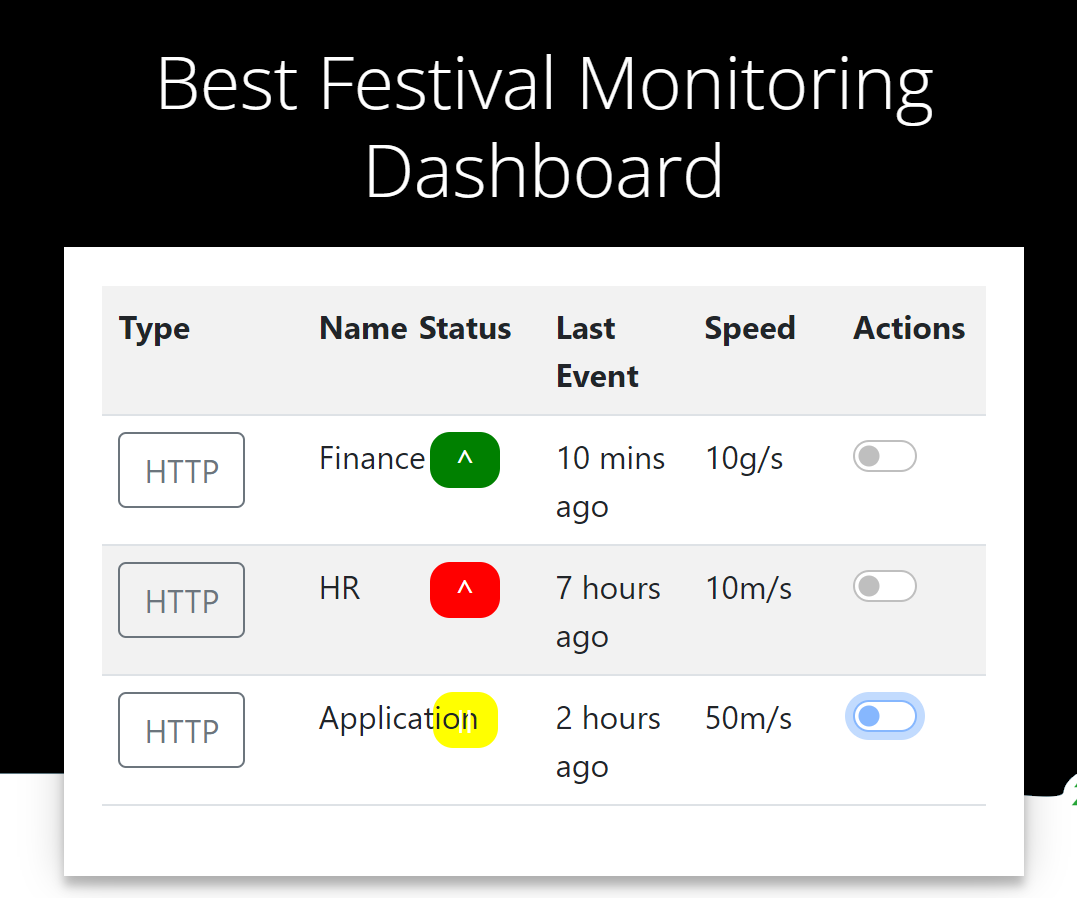 Best Festival Monitoring
Dashboard
Type Name Status Last Event Speed Actions
HTTP Finance ^ 10 mins ago 10g/s
HTTP HR ^ 7 hours ago 10m/s
HTTP Application || 2 hours ago 50m/s